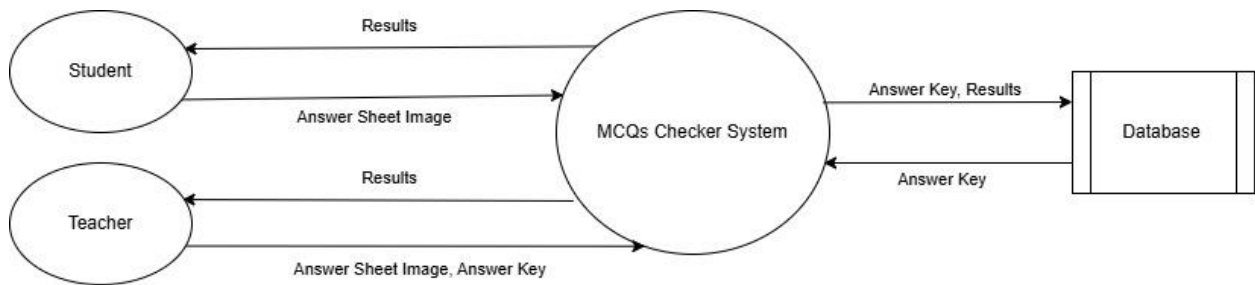 Results
Student
Answer Sheet Image
Results
Teacher
Answer Sheet Image, Answer Key
MCQs Checker System
Answer Key, Results
Answer Key
Database